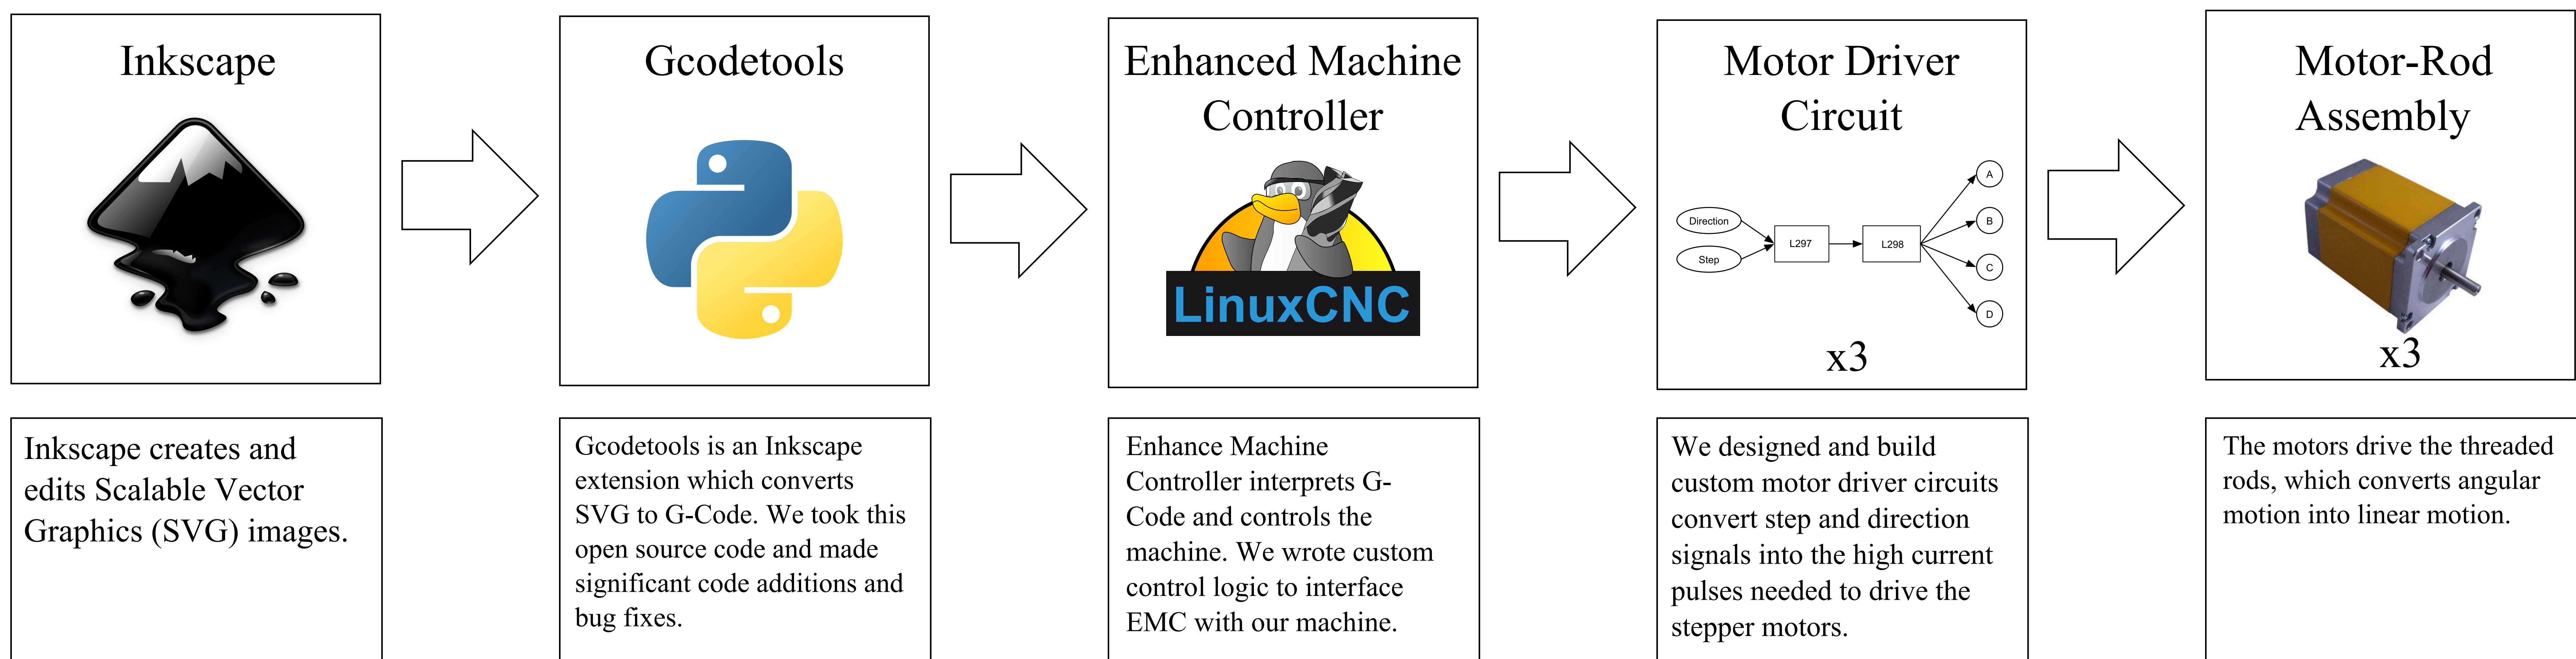 Inkscape
Gcodetools
Enhanced Machine
Controller
LinuxCNC
Motor Driver
Circuit
Direction
Step
L297
L298
A
B
C
D
x3
Motor-Rod
Assembly
x3
Inkscape creates and
edits Scalable Vector
Graphics (SVG) images.
Gcodetools is an Inkscape
extension which converts
SVG to G-Code. We took this
open source code and made
significant code additions and
bug fixes.
Enhance Machine
Controller interprets G-
Code and controls the
machine. We wrote custom
control logic to interface
EMC with our machine.
We designed and build
custom motor driver circuits
convert step and direction
signals into the high current
pulses needed to drive the
stepper motors.
The motors drive the threaded
rods, which converts angular
motion into linear motion.